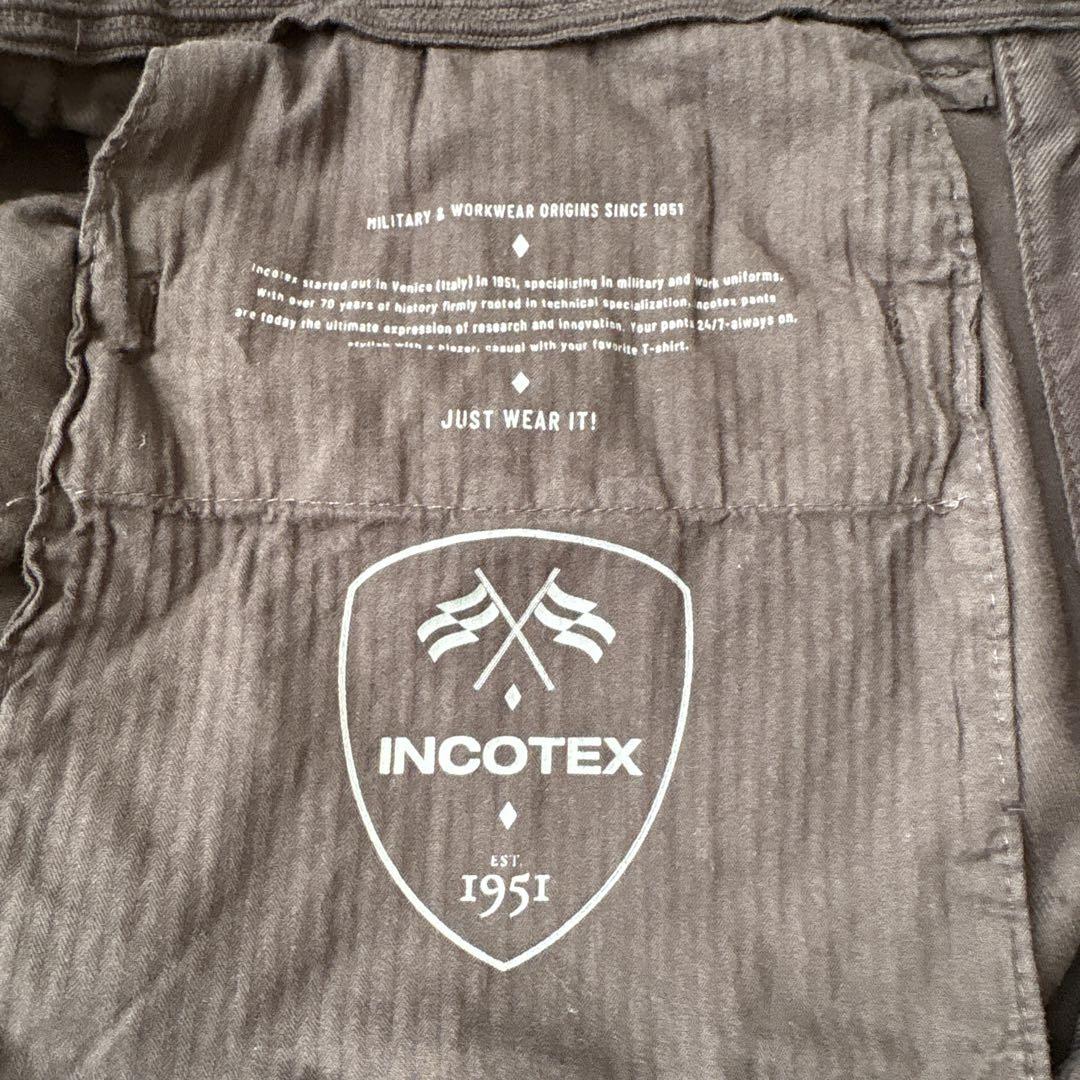 MILITARY & WORKWEAR ORIGINS SINCE 1951
Incotex started out in Venice (Italy) in 1951, specializing in military and work uniforms.
With over 70 years of history firmly rooted in technical specialization, ncotex pants
are today the ultimate expression of research and innovation. Your pants 24/7-always on.
stylish with a blazer, casual with your favorite T-shirt.
JUST WEAR IT!
INCOTEX
EST.
1951